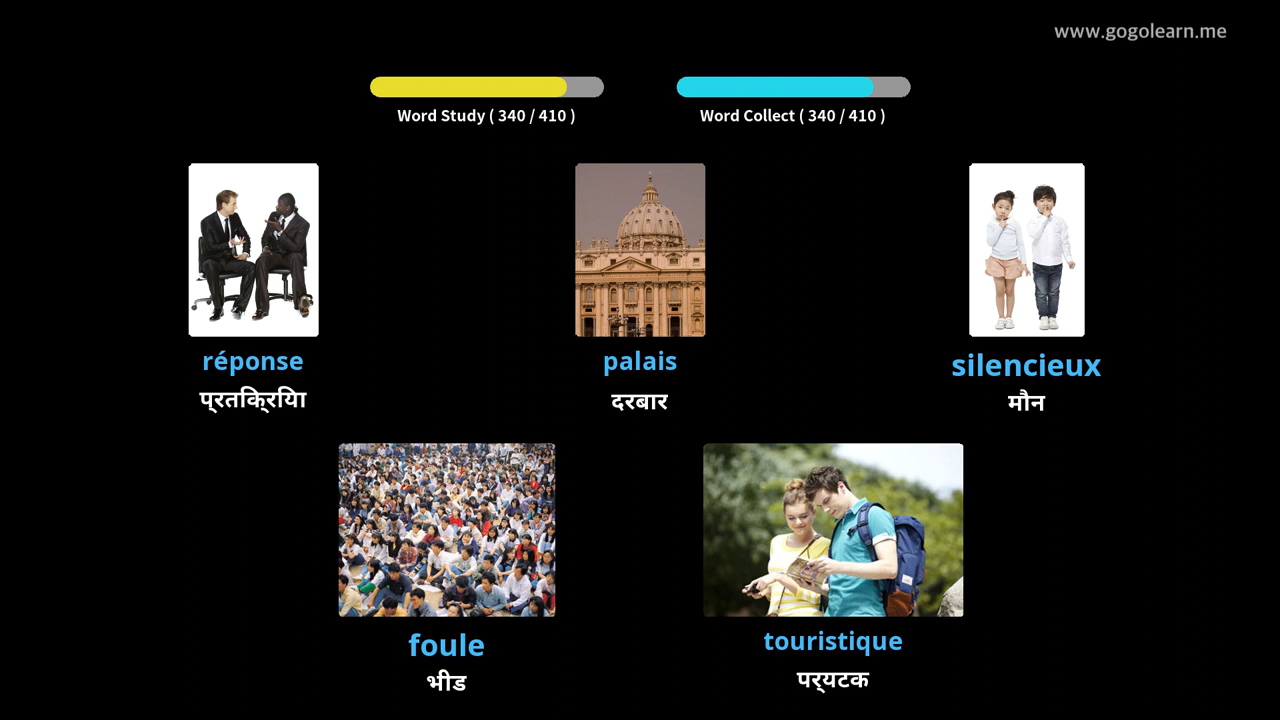 www.gogolearn.me
Word Study ( 340 / 410 )
Word Collect ( 340 / 410 )
réponse
palais
silencieux
प्रतिक्रिया
दरबार
मौन
foule
touristique
भीड
पर्यटक